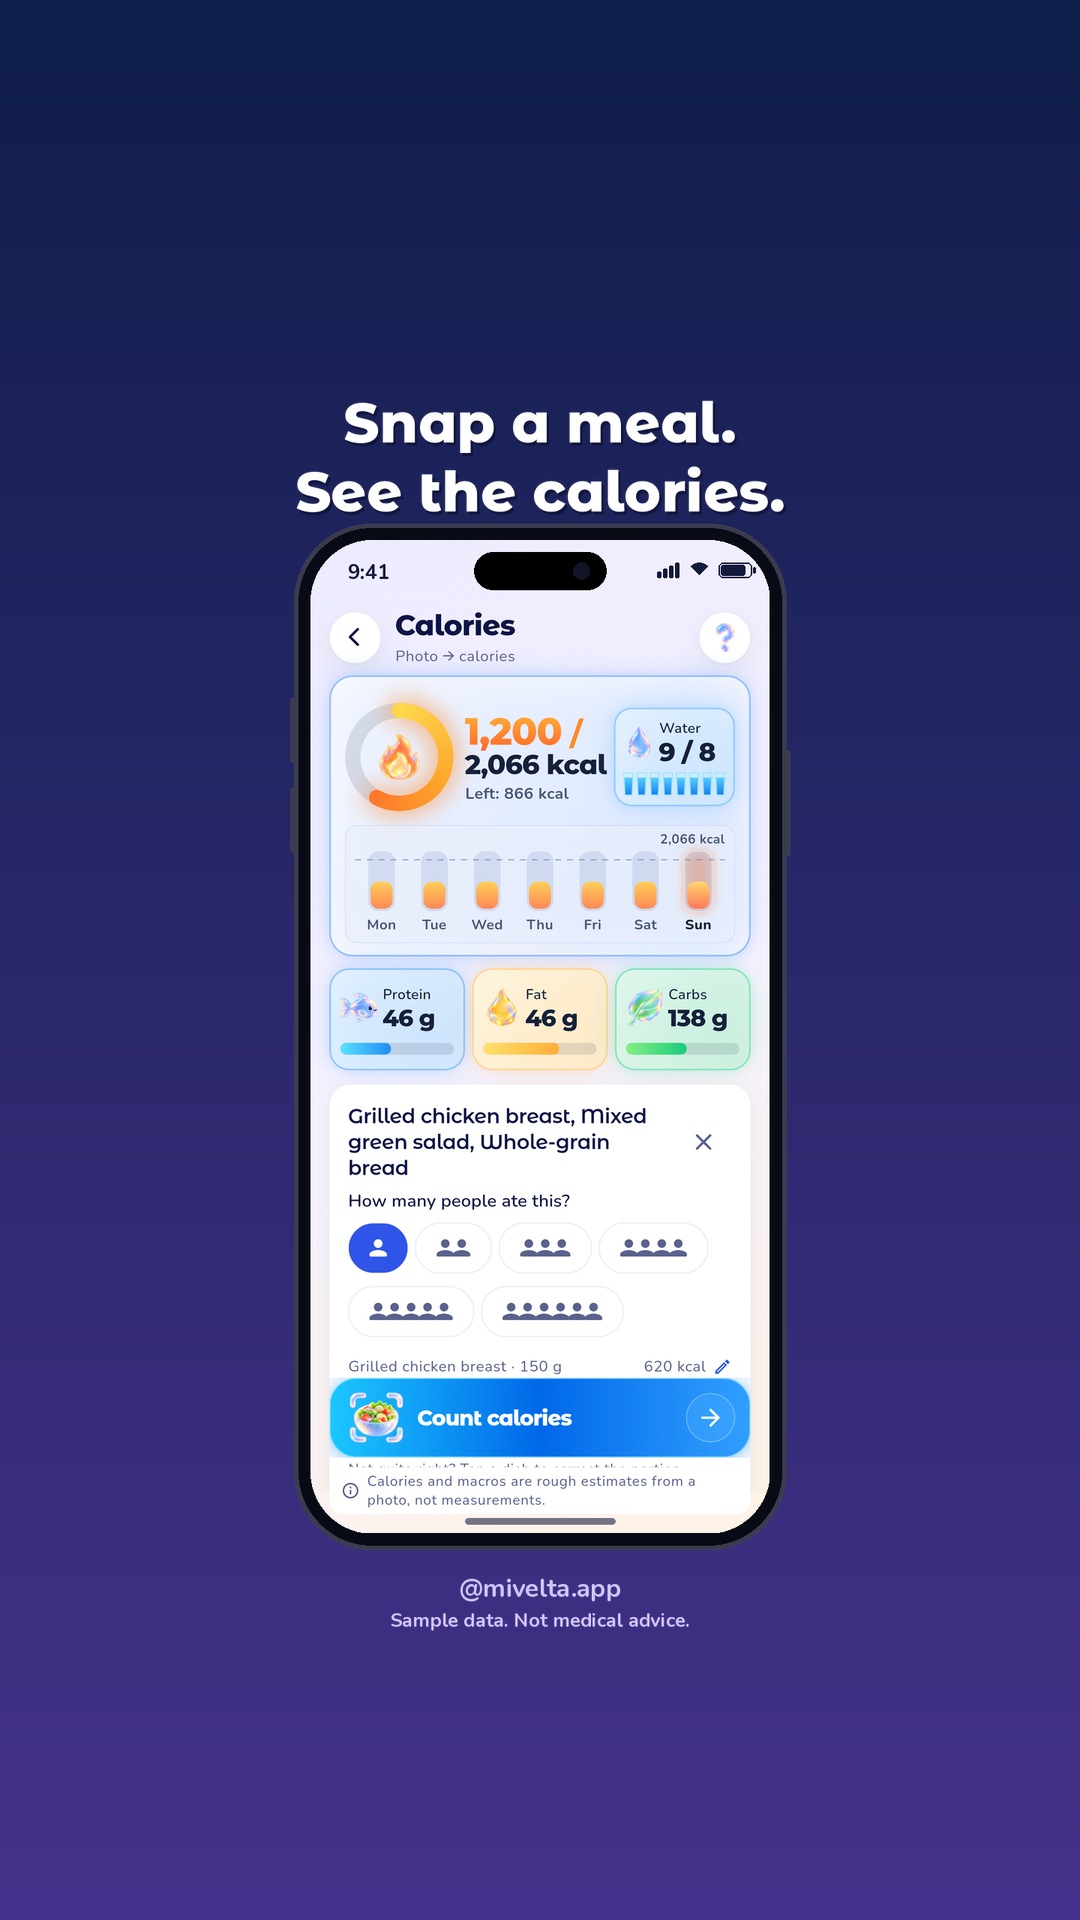 Snap a meal.
See the calories.
9:41
Calories
Photo → calories
1,200 /
2,066 kcal
Left: 866 kcal
Water
9 / 8
2,066 kcal
Mon Tue Wed Thu Fri Sat Sun
Protein
46 g
Fat
46 g
Carbs
138 g
Grilled chicken breast, Mixed
green salad, Whole-grain
bread
How many people ate this?
Grilled chicken breast · 150 g 620 kcal
Count calories
Calories and macros are rough estimates from a
photo, not measurements.
@mivelta.app
Sample data. Not medical advice.